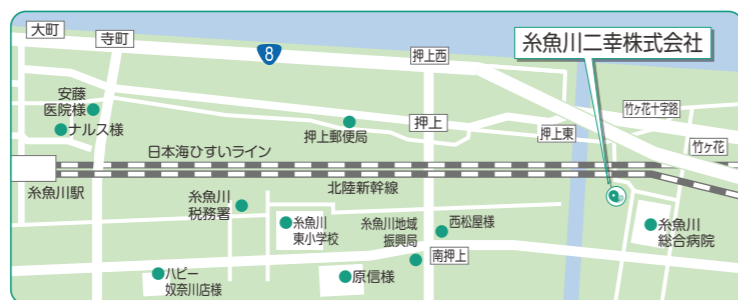 大町
寺町
8
糸魚川二幸株式会社
押上西
安藤
医院様
ナルス様
押上郵便局
押上
押上東
竹ヶ花十字路
竹ヶ花
日本海ひすいライン
糸魚川駅
北陸新幹線
糸魚川
税務署
糸魚川
東小学校
糸魚川地域
振興局
西松屋様
南押上
糸魚川
総合病院
ハピー
奴奈川店様
原信様